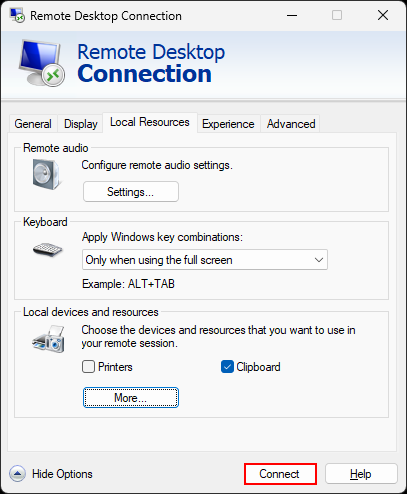 Remote Desktop Connection
Remote Desktop
Connection
General Display Local Resources Experience Advanced
Remote audio
Configure remote audio settings.
Settings...
Keyboard
Apply Windows key combinations:
Only when using the full screen
Example: ALT+TAB
Local devices and resources
Choose the devices and resources that you want to use in
your remote session.
Printers Clipboard
More...
Hide Options Connect Help